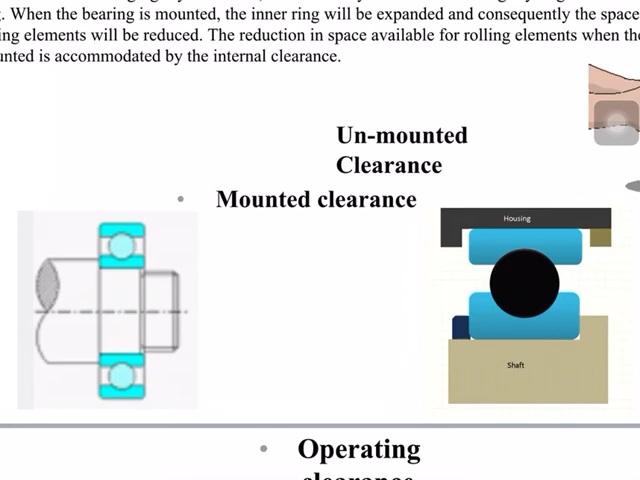 When the bearing is mounted, the inner ring will be expanded and consequently the space
elements will be reduced. The reduction in space available for rolling elements when the
is accommodated by the internal clearance.
Un-mounted
Clearance
• Mounted clearance
Housing
Shaft
• Operating
clearance